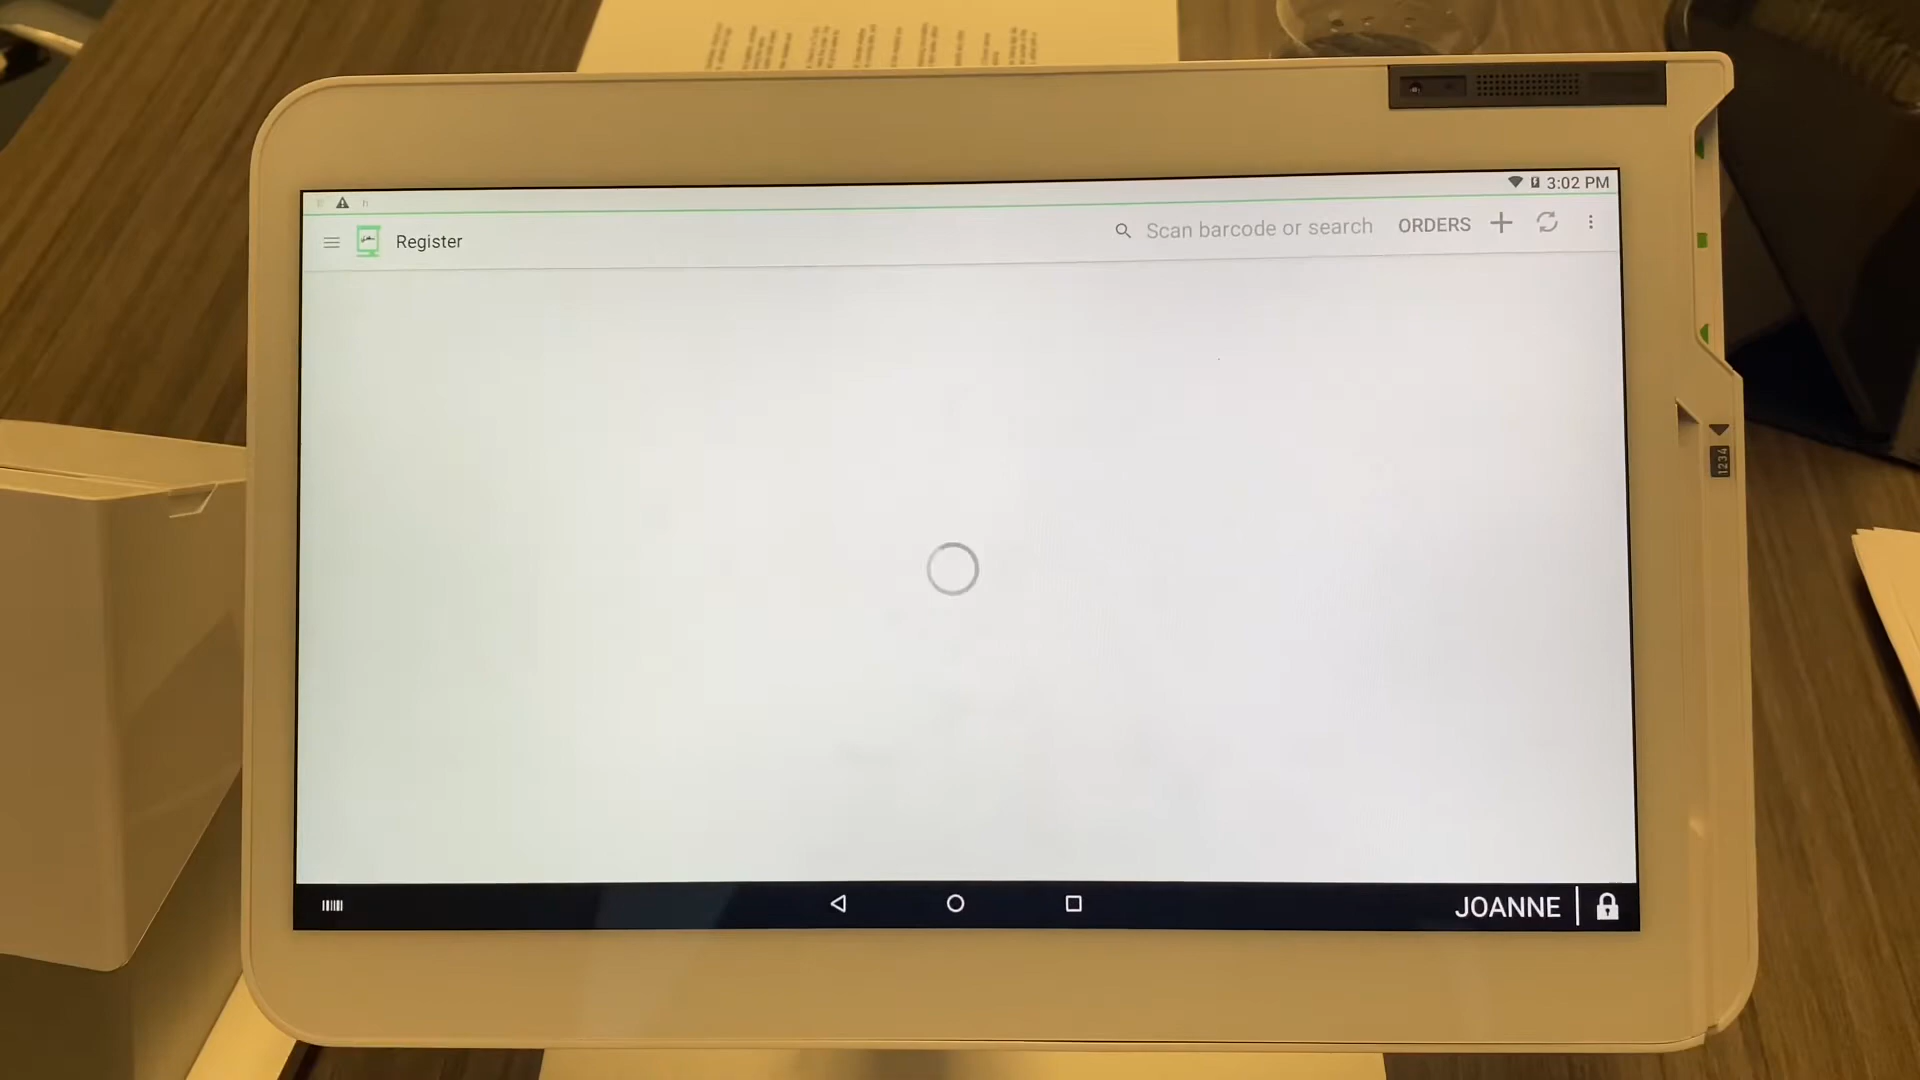 3:02 PM
Register
Scan barcode or search
ORDERS
1234
JOANNE